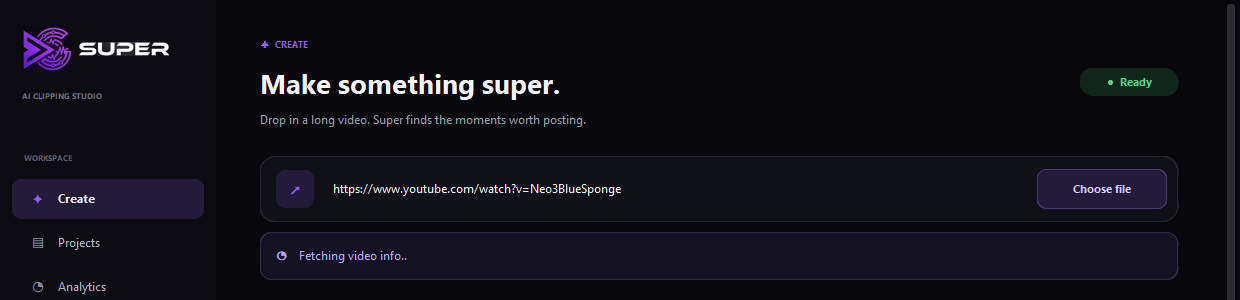 SUPER
AI CLIPPING STUDIO
WORKSPACE
Create
Projects
Analytics
CREATE
Make something super.
Ready
Drop in a long video. Super finds the moments worth posting.
https://www.youtube.com/watch?v=Neo3BlueSponge
Choose file
Fetching video info..